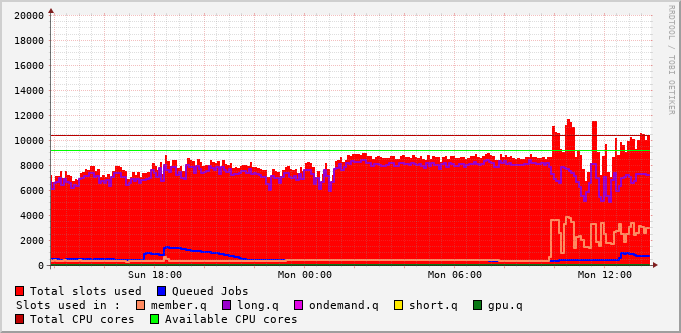 20000
18000
16000
14000
12000
10000
8000
6000
4000
2000
0
Sun 18:00 Mon 00:00 Mon 06:00 Mon 12:00
Total slots used Queued Jobs
Slots used in : member.q long.q ondemand.q short.q gpu.q
Total CPU cores Available CPU cores
RRDTOOL / TOBI OETIKER